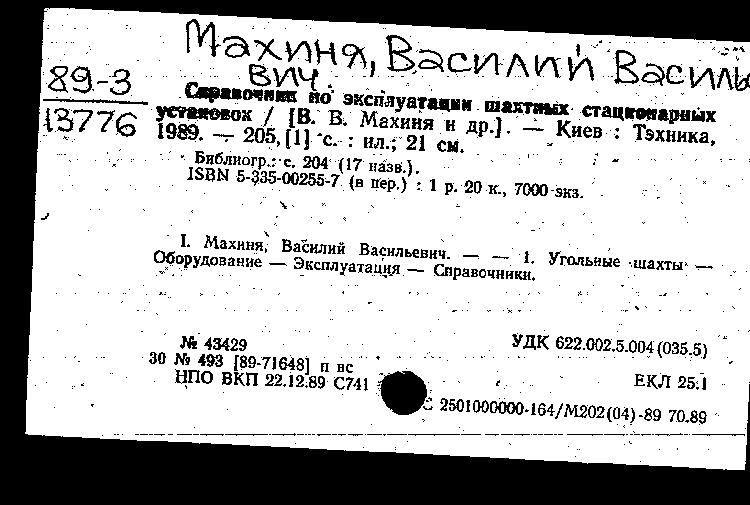 Махиня, Василий Василь
89-3
вич.
Справочник по эксплуатации шахтных стационарных
13776
установок / [В. В. Махиня и др.]. — Киев : Тэхника,
1989. — 205, [1] с. : ил.; 21 см.
Библиогр.: с. 204 (17 назв.).
ISBN 5-335-00255-7 (в пер.) : 1 р. 20 к., 7000 экз.
I. Махиня, Василий Васильевич. — — 1. Угольные шахты —
Оборудование — Эксплуатация — Справочники.
№ 43429 УДК 622.002.5.004(035.5)
30 № 493 [89-71648] п вс
НПО ВКП 22.12.89 С741 ЕКЛ 25.1
С 2501000000-164/М202(04)-89 70.89